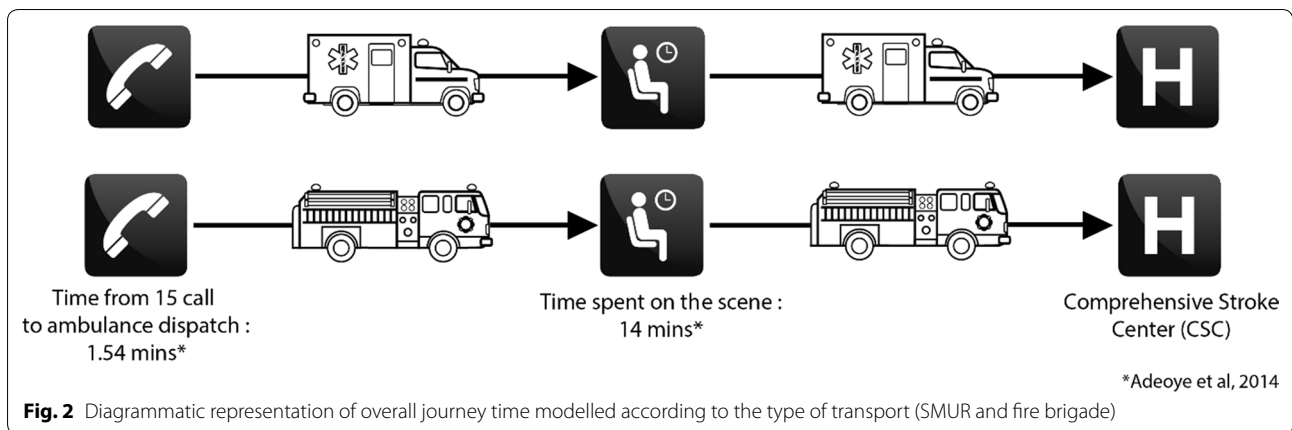 H
H
Time from 15 call
to ambulance dispatch :
1.54 mins*
Time spent on the scene :
14 mins*
Comprehensive Stroke
Center (CSC)
*Adeoye et al, 2014
Fig. 2 Diagrammatic representation of overall journey time modelled according to the type of transport (SMUR and fire brigade)